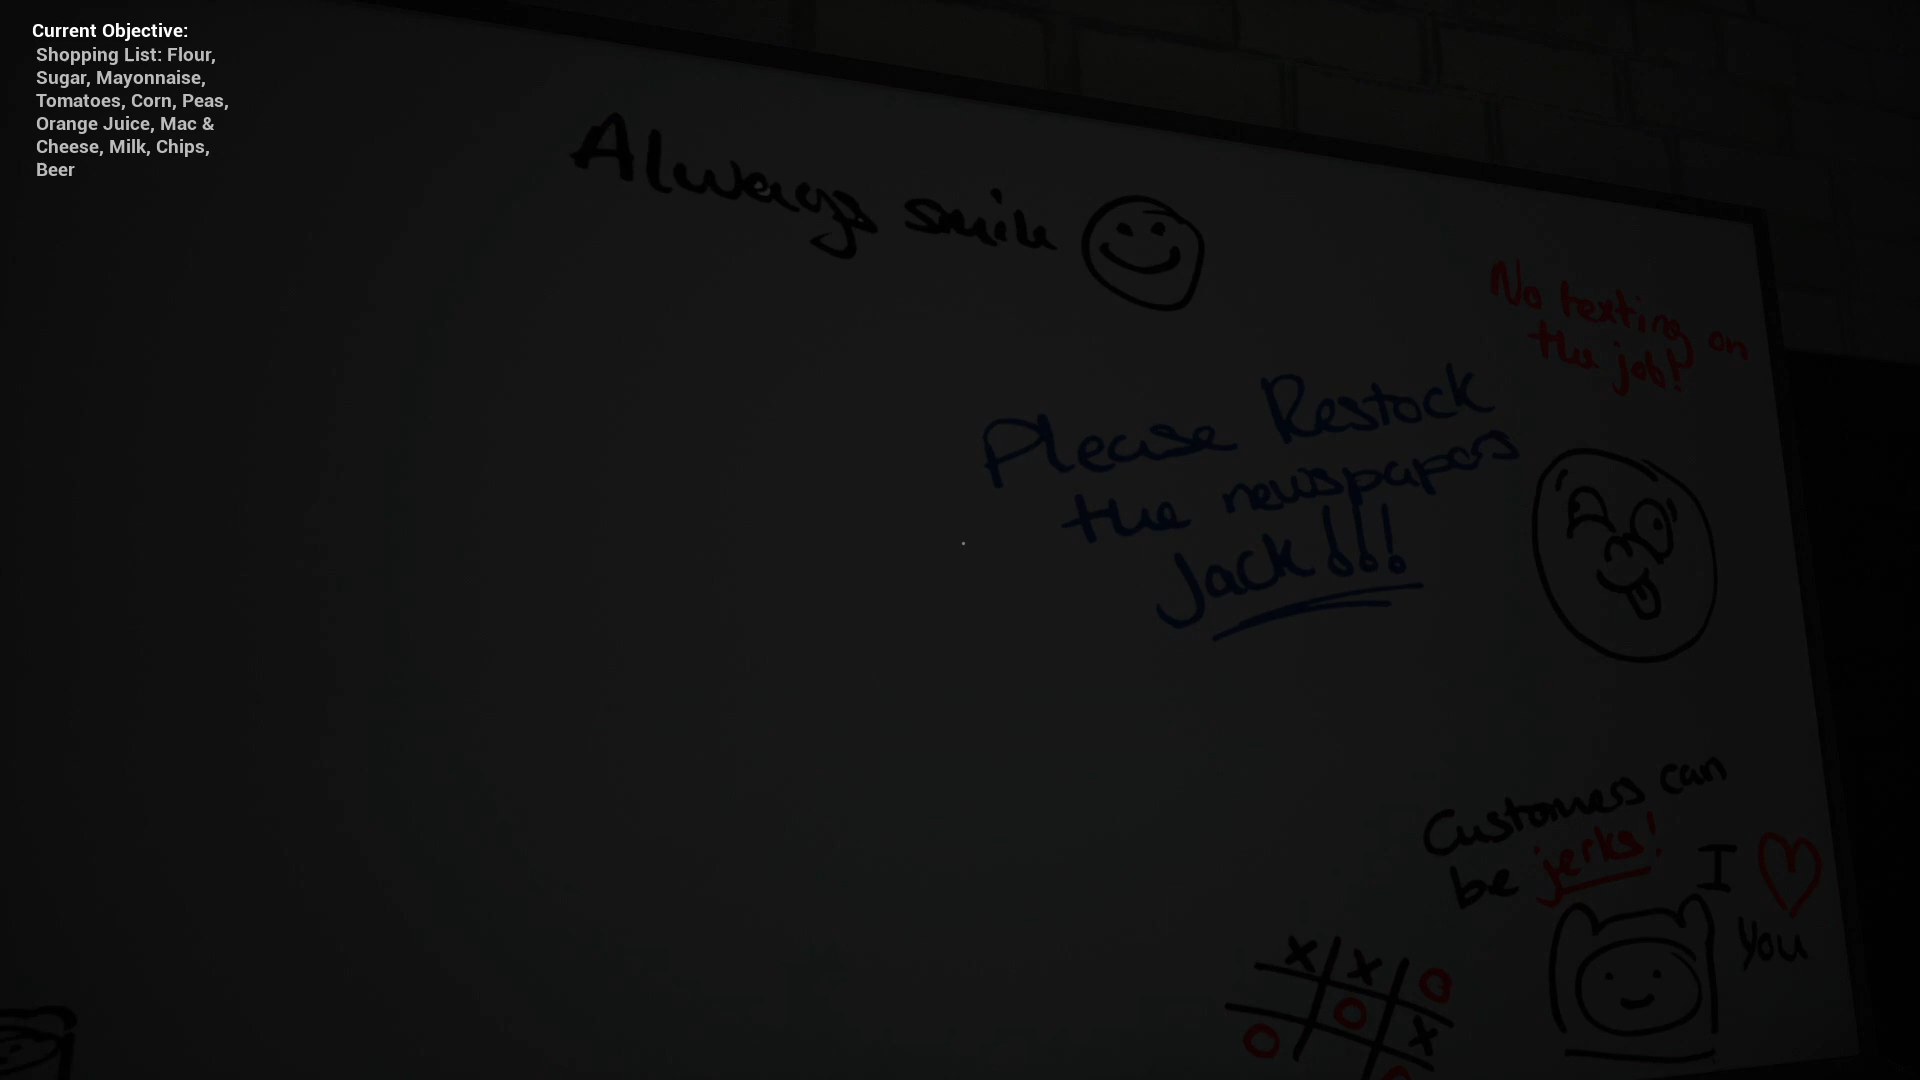 Current Objective:
Shopping List: Flour,
Sugar, Mayonnaise,
Tomatoes, Corn, Peas,
Orange Juice, Mac &
Cheese, Milk, Chips,
Beer
Always smile
No texting on
the job!
Please Restock
the newspapers
Jack!!!
Customers can
be jerks!
I
You
X X O
O X
O O